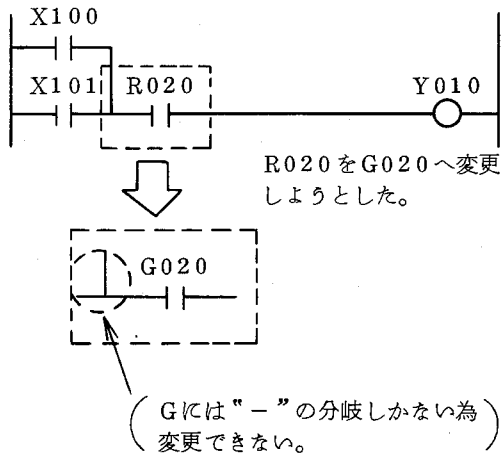 X100
X101 R020 Y010
R020をG020へ変更
しようとした。
G020
Gには“－”の分岐しかない為
変更できない。